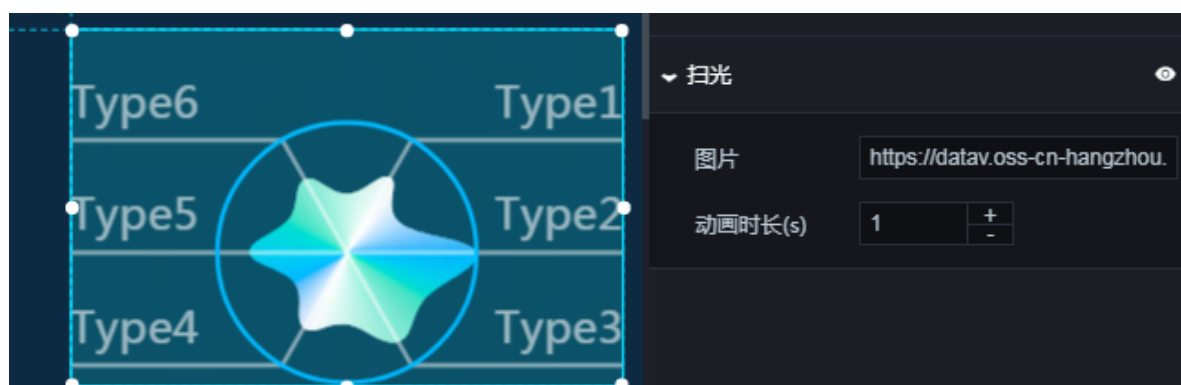 Type6
Type1
Type5
Type2
Type4
Type3
扫光
图片
https://datav.oss-cn-hangzhou.
动画时长(s)
1
+
-